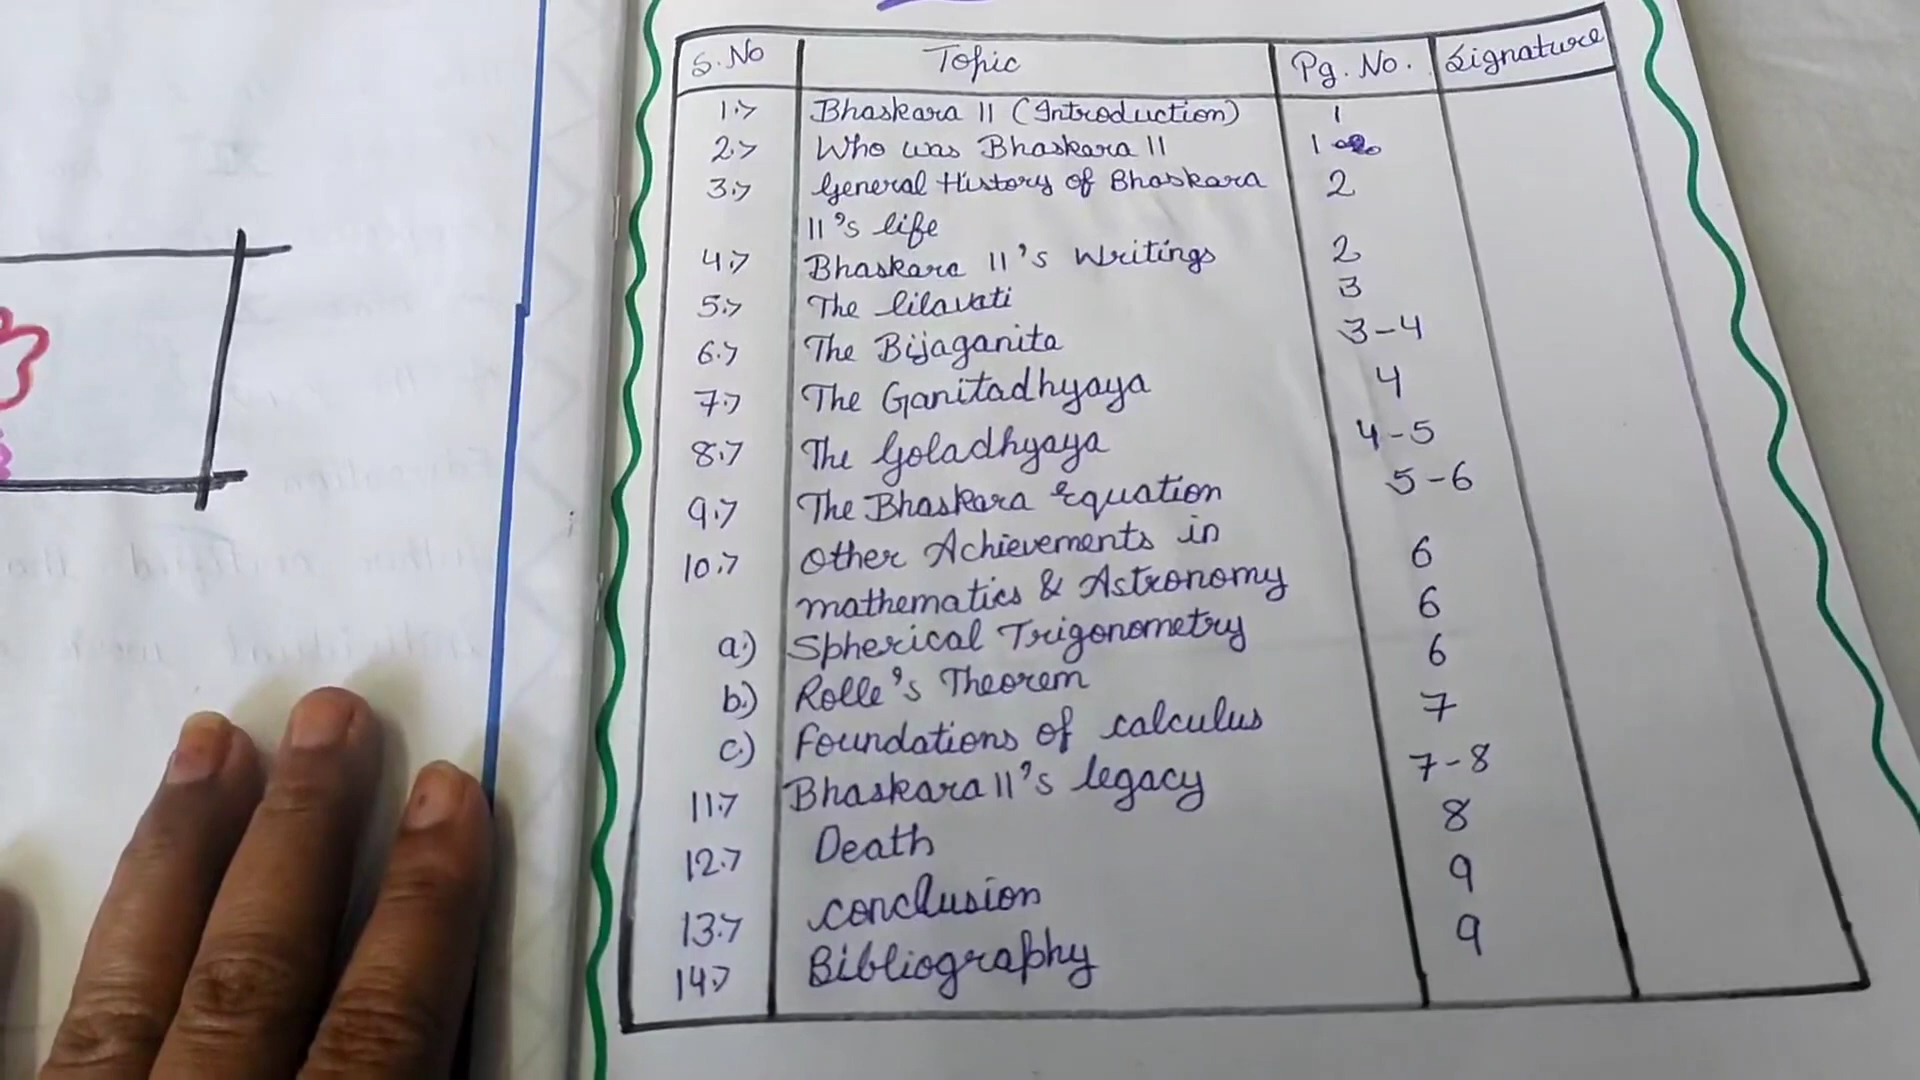 S.No Topic Pg. No. Signature
1.> Bhaskara II (Introduction) 1
2.> Who was Bhaskara II 1
3.> General History of Bhaskara 2
II's life
4.> Bhaskara II's Writings 2
5.> The lilavati 3
6.> The Bijaganita 3-4
7.> The Ganitadhyaya 4
8.> The Goladhyaya 4-5
9.> The Bhaskara Equation 5-6
10.> Other Achievements in 6
mathematics & Astronomy
a.) Spherical Trigonometry 6
b.) Rolle's Theorem 6
c.) Foundations of calculus 7
11.> Bhaskara II's legacy 7-8
12.> Death 8
13.> conclusion 9
14.> Bibliography 9